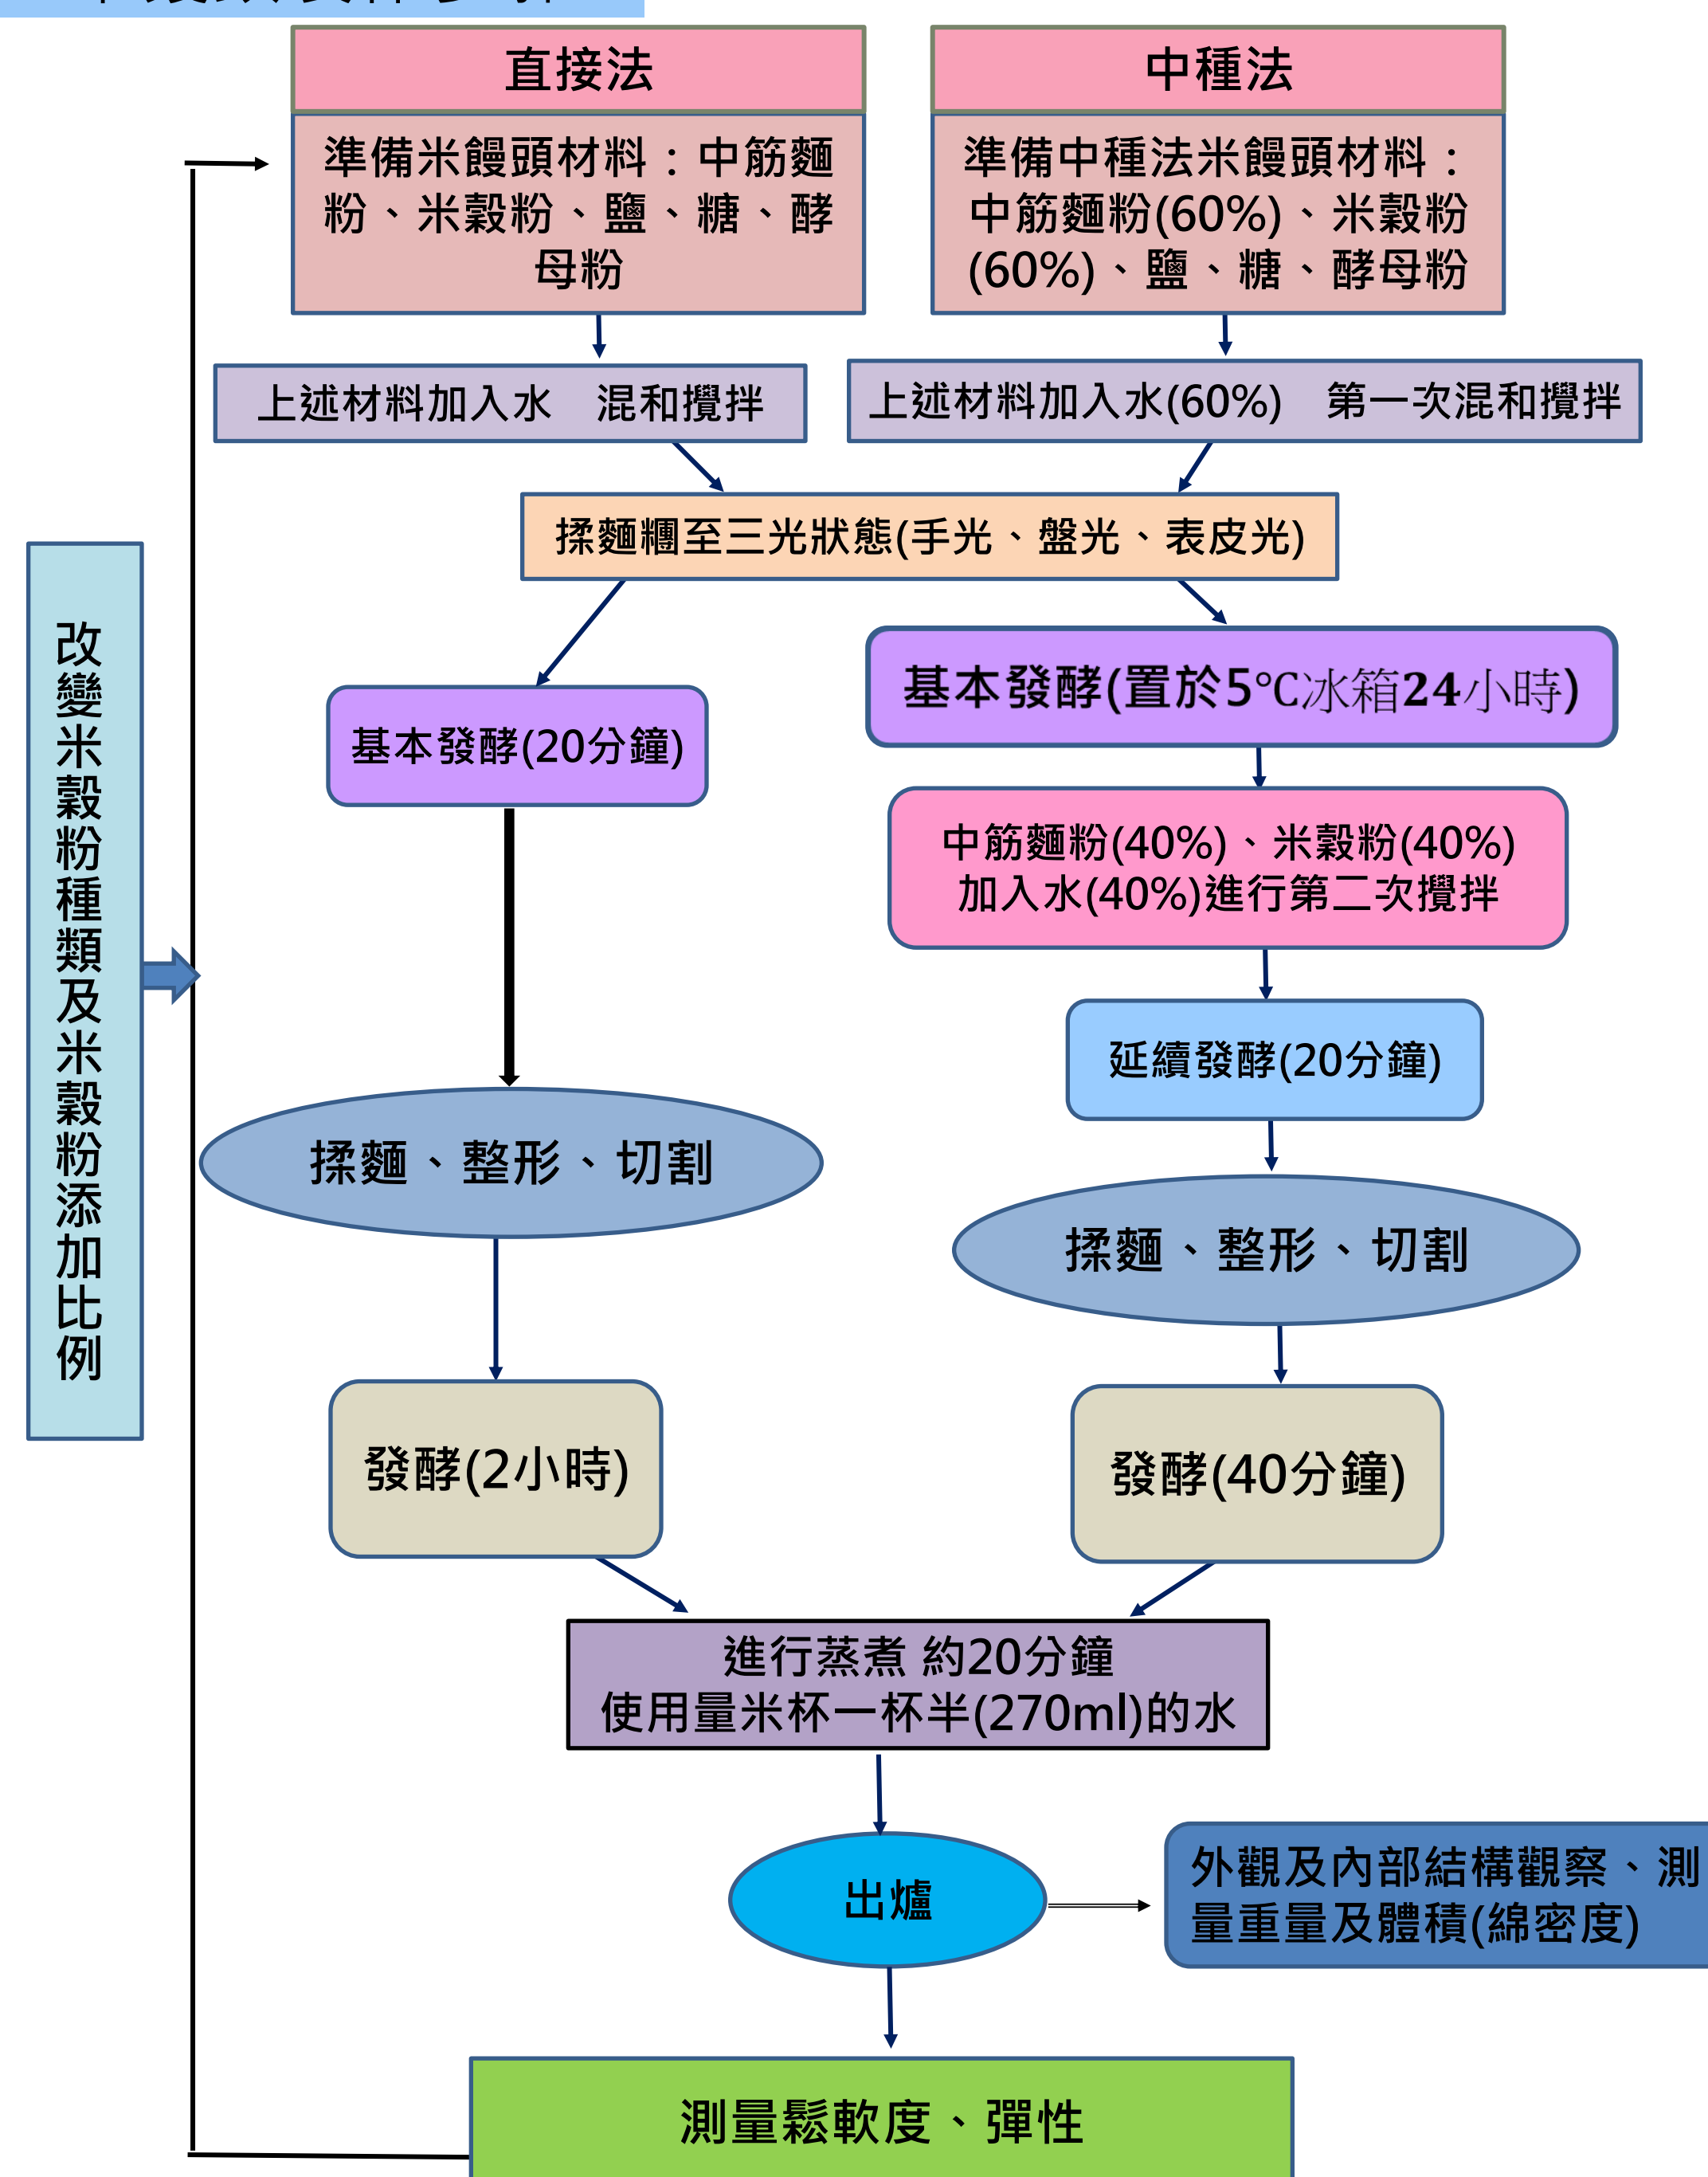 直接法
準備米饅頭材料：中筋麵
粉、米穀粉、鹽、糖、酵
母粉
中種法
準備中種法米饅頭材料：
中筋麵粉(60%)、米穀粉
(60%)、鹽、糖、酵母粉
上述材料加入水　混和攪拌
上述材料加入水(60%)　第一次混和攪拌
揉麵糰至三光狀態(手光、盤光、表皮光)
基本發酵(20分鐘)
基本發酵(置於5℃冰箱24小時)
中筋麵粉(40%)、米穀粉(40%)
加入水(40%)進行第二次攪拌
延續發酵(20分鐘)
揉麵、整形、切割
揉麵、整形、切割
發酵(2小時)
發酵(40分鐘)
進行蒸煮 約20分鐘
使用量米杯一杯半(270ml)的水
出爐
外觀及內部結構觀察、測
量重量及體積(綿密度)
測量鬆軟度、彈性
改變米穀粉種類及米穀粉添加比例